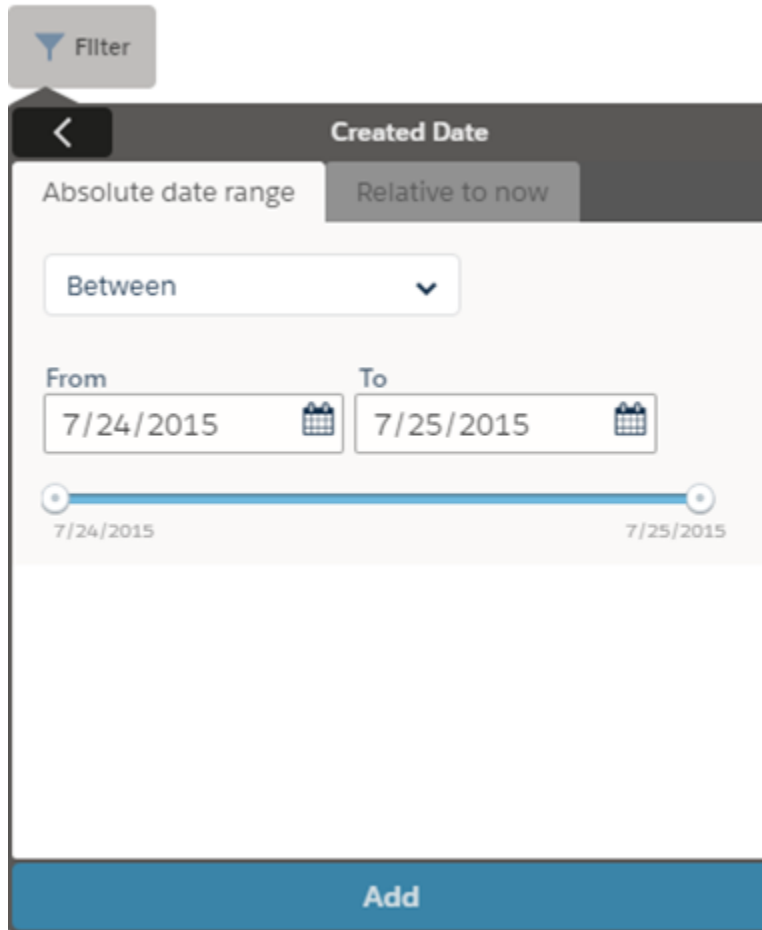 Filter
Created Date
Absolute date range Relative to now
Between
From To
7/24/2015 7/25/2015
7/24/2015 7/25/2015
Add